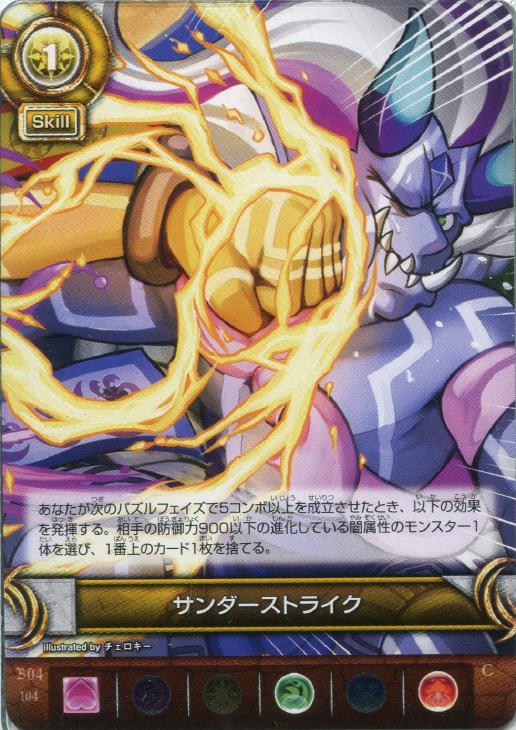 1
Skill
あなたが次のパズルフェイズで5コンボ以上を成立させたとき、以下の効果
を発揮する。相手の防御力900以下の進化している闇属性のモンスター1
体を選び、1番上のカード1枚を捨てる。
サンダーストライク
illustrated by チェロキー
B04
104
C